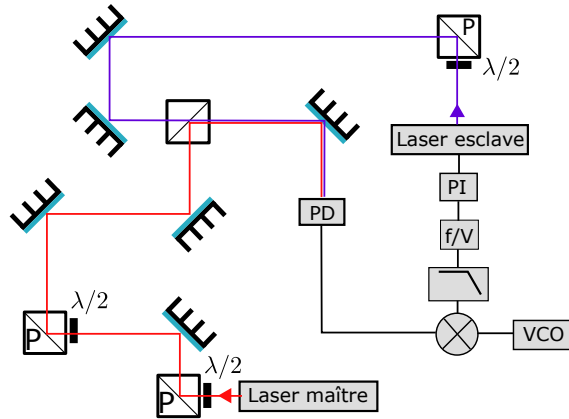 P
λ/2
Laser esclave
PI
PD
f/V
λ/2
P
VCO
λ/2
P
Laser maître